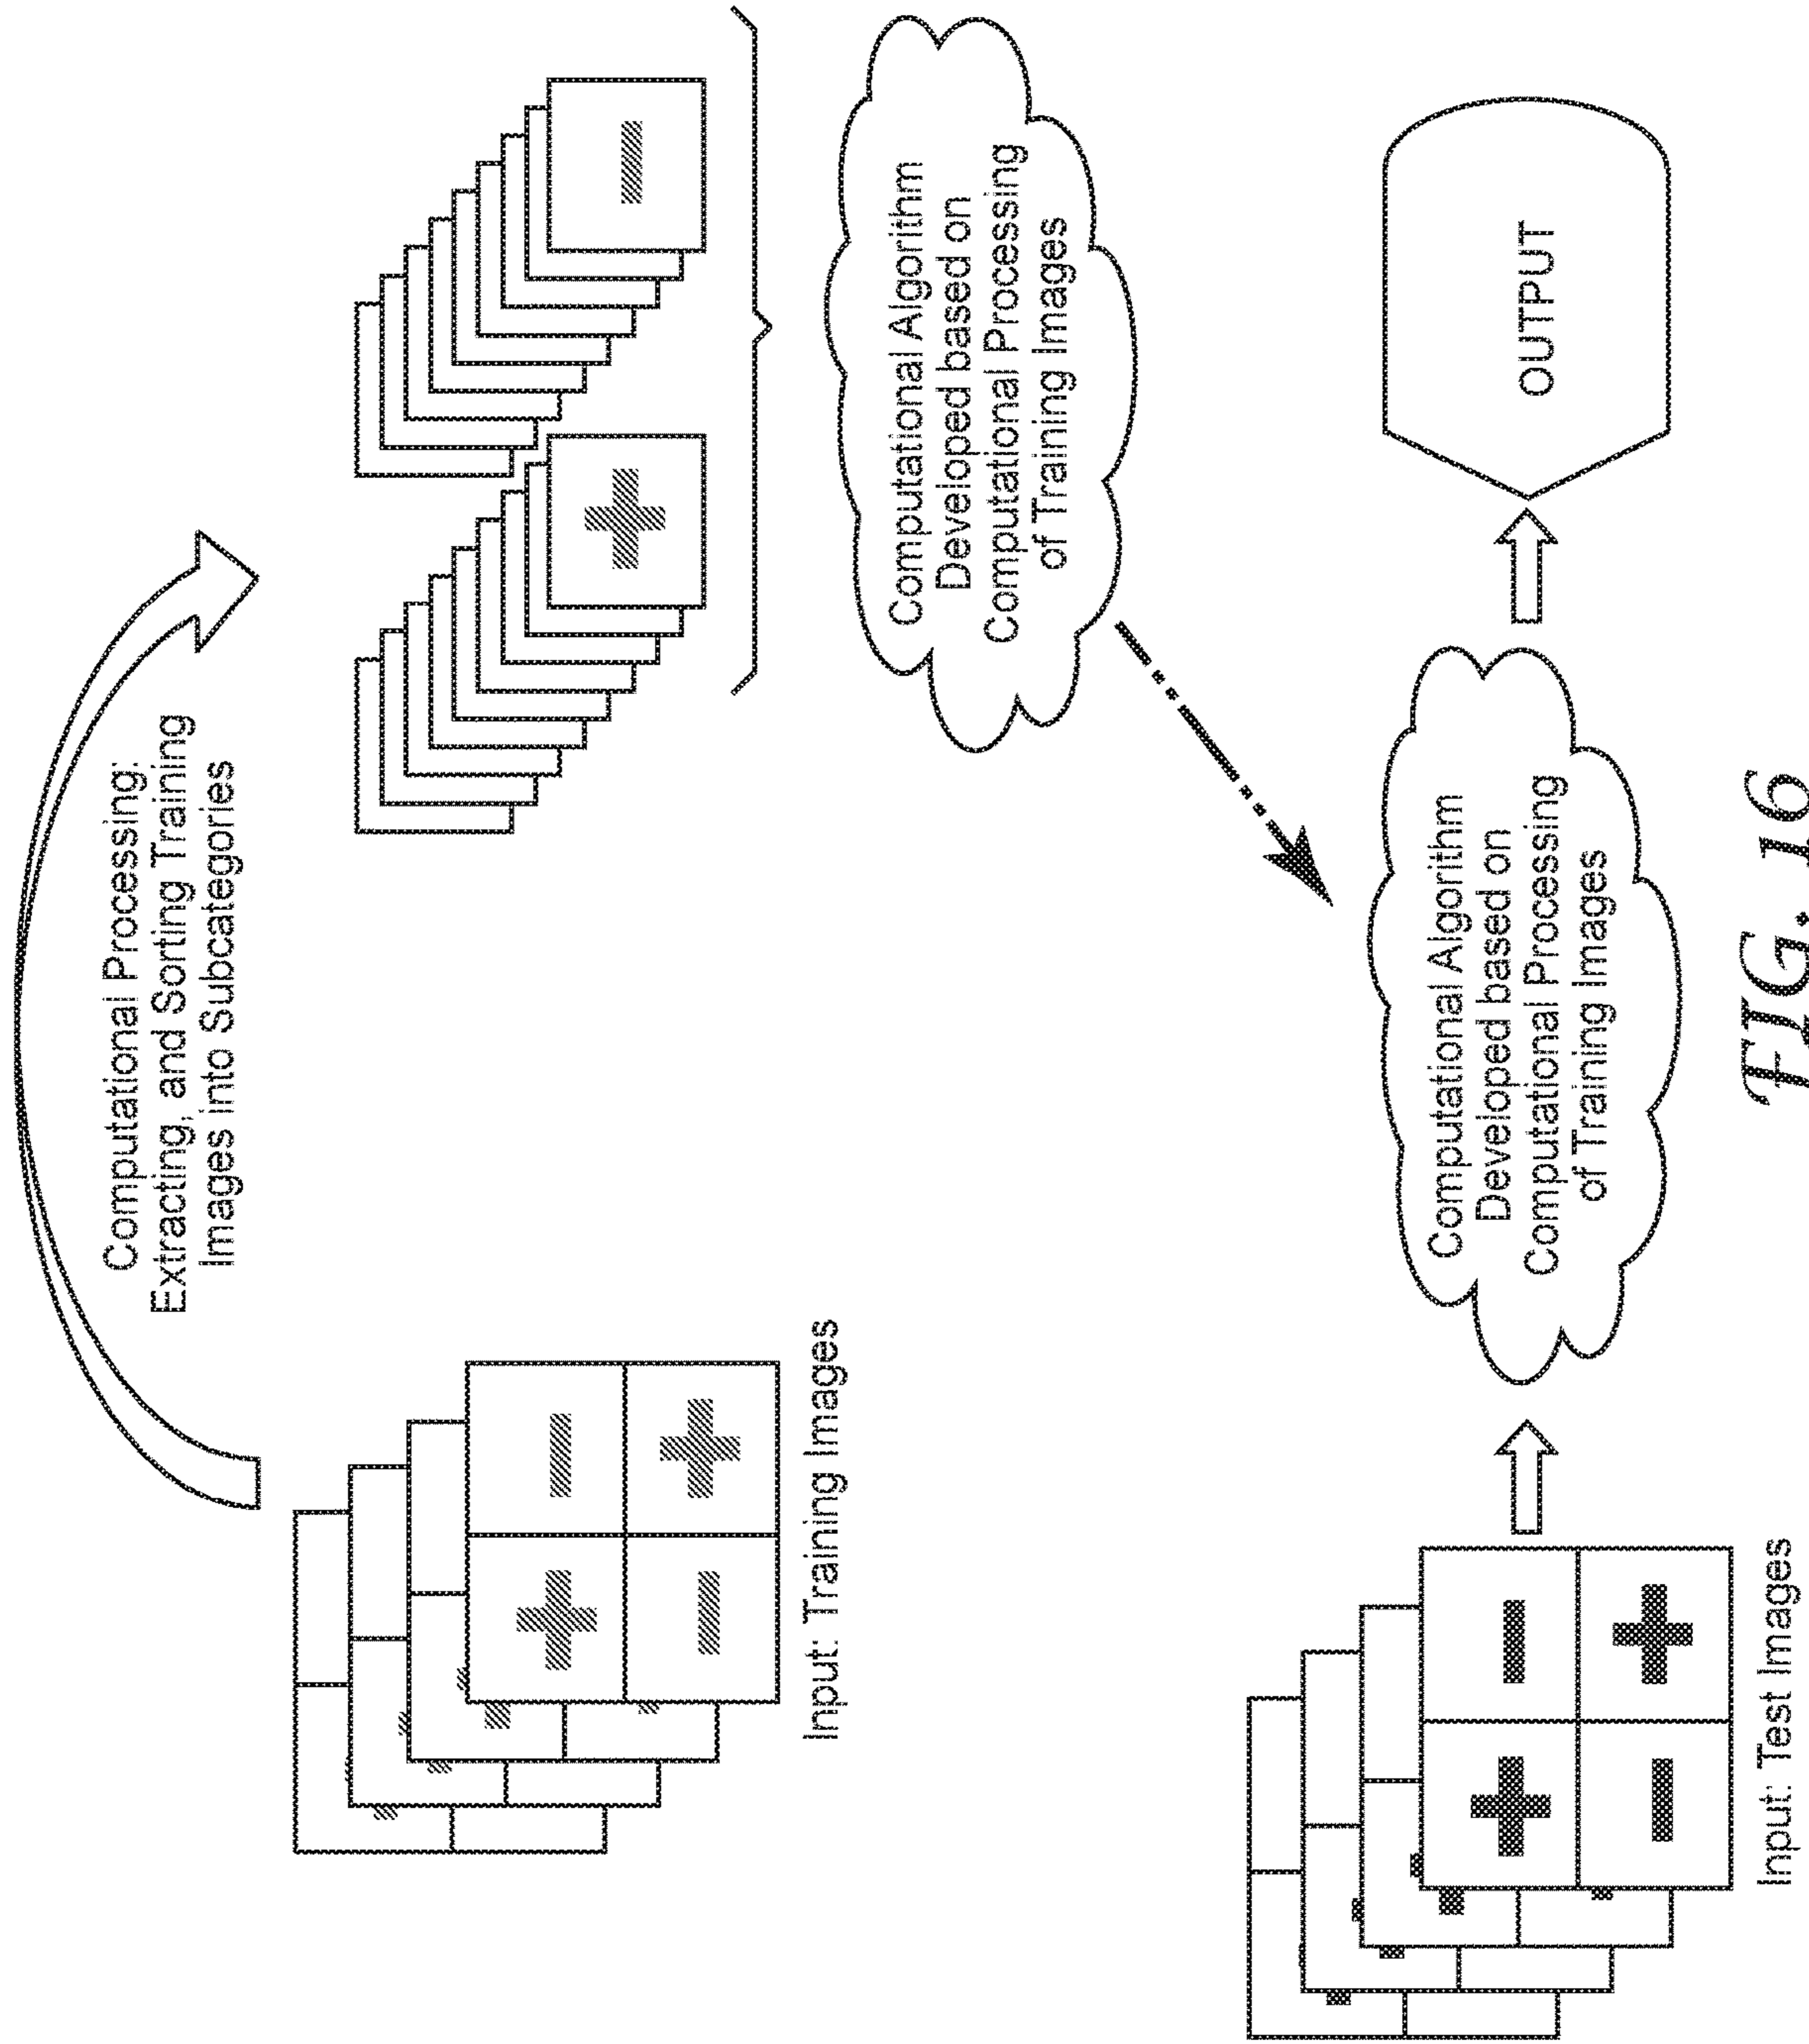 Computational Processing:
Extracting, and Sorting Training
Images into Subcategories
Input: Training Images
Computational Algorithm
Developed based on
Computational Processing
of Training Images
Input: Test Images
Computational Algorithm
Developed based on
Computational Processing
of Training Images
OUTPUT
FIG. 16